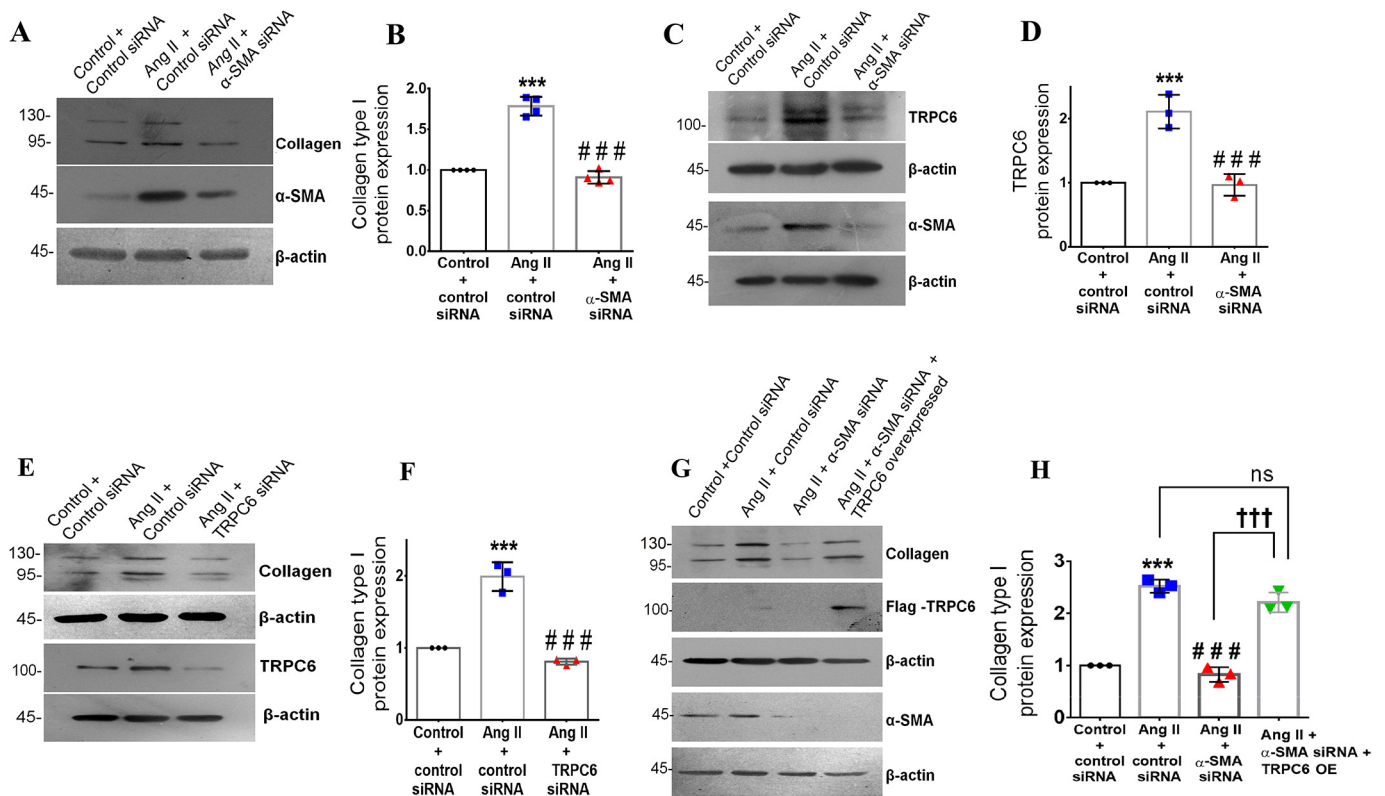 A
Control +
Control siRNA
Ang II +
Control siRNA
Ang II +
α-SMA siRNA
130-
95-
Collagen
45-
α-SMA
45-
β-actin
B
Collagen type I
protein expression
2.0
1.5
1.0
0.5
0.0
***
###
Control
+
control
siRNA
Ang II
+
control
siRNA
Ang II
+
α-SMA
siRNA
C
Control +
Control siRNA
Ang II +
Control siRNA
Ang II +
α-SMA siRNA
100-
TRPC6
45-
β-actin
45-
α-SMA
45-
β-actin
D
TRPC6
protein expression
2
1
0
***
###
Control
+
control
siRNA
Ang II
+
control
siRNA
Ang II
+
α-SMA
siRNA
E
Control +
Control siRNA
Ang II +
Control siRNA
Ang II +
TRPC6 siRNA
130-
95-
Collagen
45-
β-actin
100-
TRPC6
45-
β-actin
F
Collagen type I
protein expression
2
1
0
***
###
Control
+
control
siRNA
Ang II
+
control
siRNA
Ang II
+
TRPC6
siRNA
G
Control +Control siRNA
Ang II + Control siRNA
Ang II + α-SMA siRNA
Ang II + α-SMA siRNA +
TRPC6 overexpressed
130-
95-
Collagen
100-
Flag -TRPC6
45-
β-actin
45-
α-SMA
45-
β-actin
H
Collagen type I
protein expression
3
2
1
0
***
###
†††
ns
Control
+
control
siRNA
Ang II
+
control
siRNA
Ang II
+
α-SMA
siRNA
Ang II +
α-SMA siRNA +
TRPC6 OE